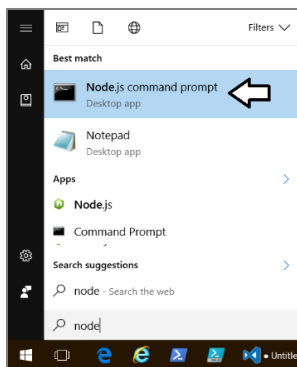 Filters
Best match
Node.js command prompt
Desktop app
Notepad
Desktop app
Apps
Node.js
Command Prompt
Search suggestions
node - Search the web
node
Untitle